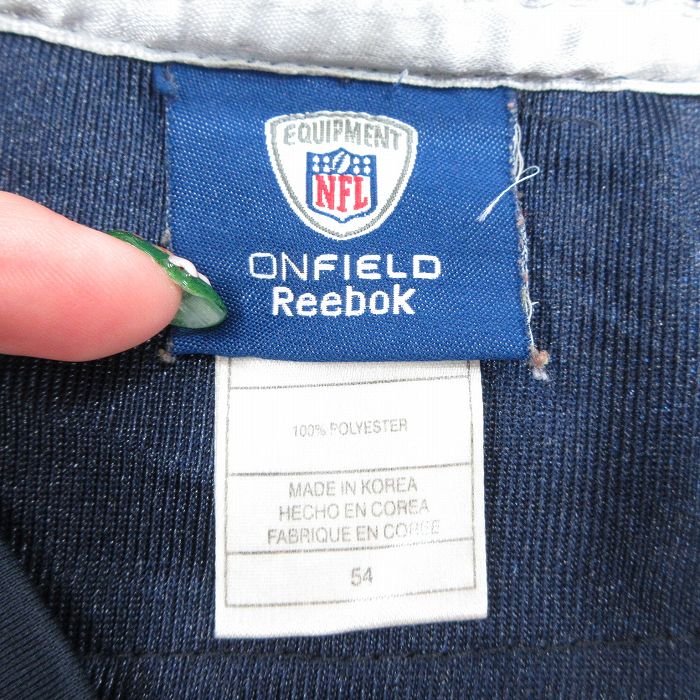 EQUIPMENT
NFL
ONFIELD
Reebok
100% POLYESTER
MADE IN KOREA
HECHO EN COREA
FABRIQUE EN COREE
54